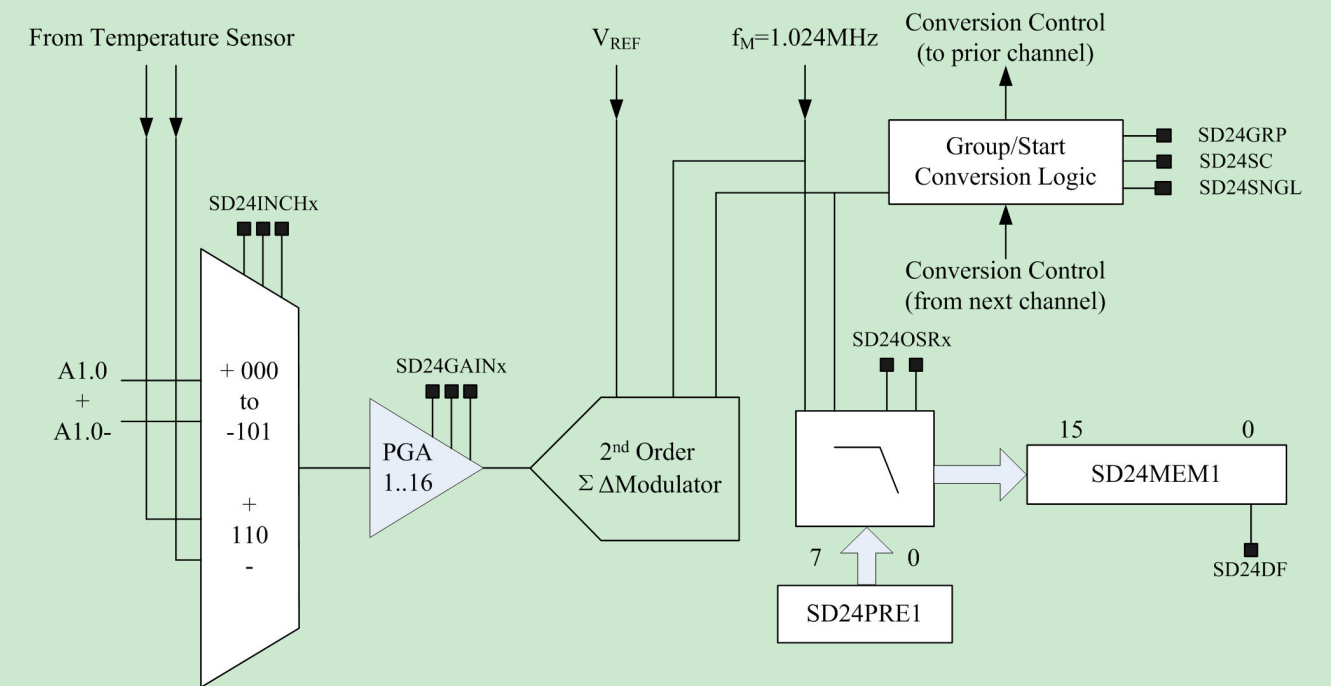 From Temperature Sensor
V_REF
f_M=1.024MHz
Conversion Control
(to prior channel)
Group/Start
Conversion Logic
SD24GRP
SD24SC
SD24SNGL
Conversion Control
(from next channel)
SD24INCHx
A1.0
+
A1.0-
+ 000
to
-101
+
110
-
SD24GAINx
PGA
1..16
2nd Order
Σ ΔModulator
SD24OSRx
15 0
SD24MEM1
SD24DF
7 0
SD24PRE1